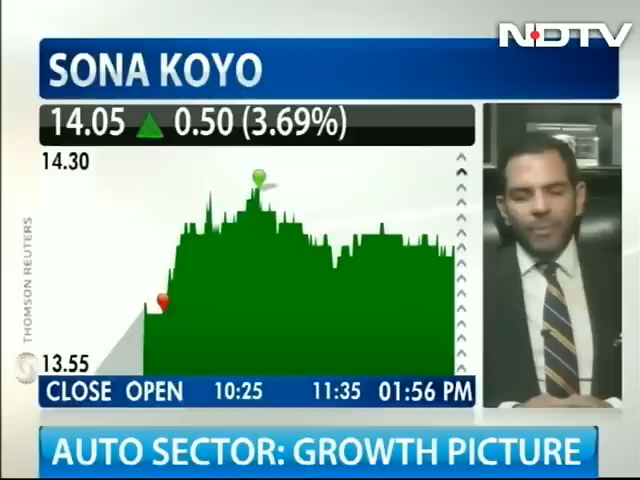 NDTV
SONA KOYO
14.05 ▲ 0.50 (3.69%)
14.30
THOMSON REUTERS
13.55
CLOSE OPEN 10:25 11:35 01:56 PM
AUTO SECTOR: GROWTH PICTURE